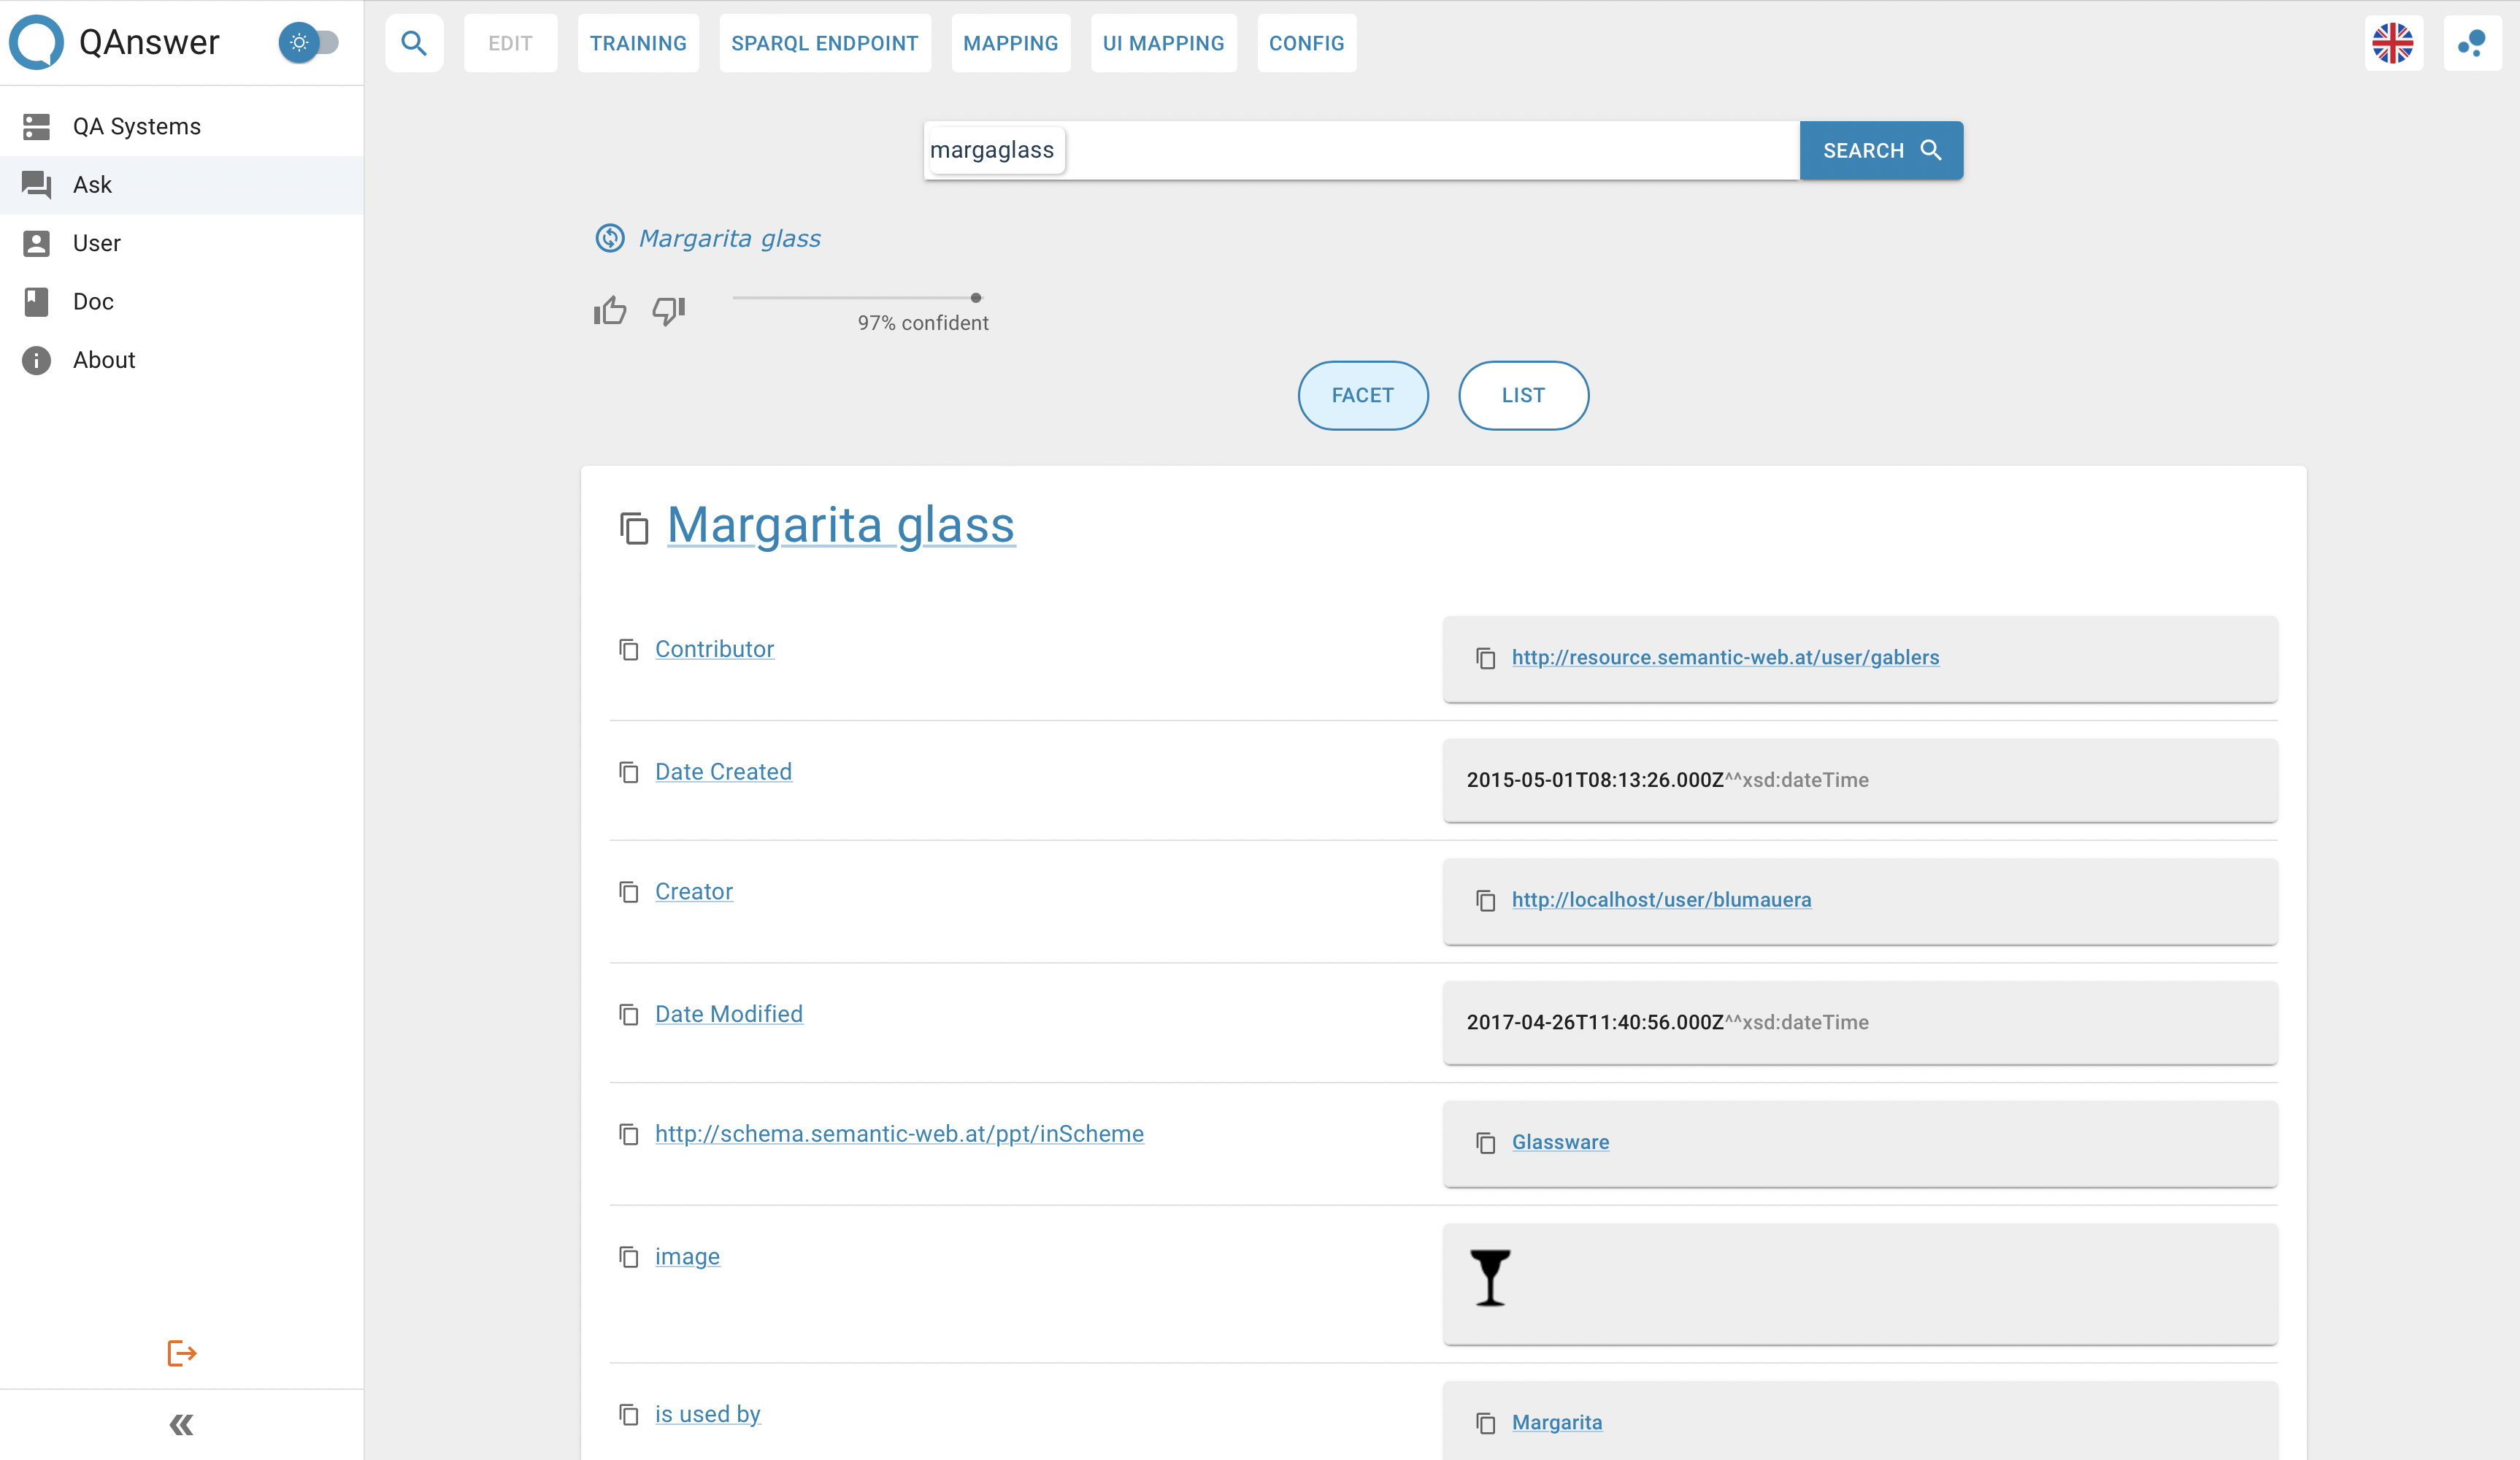 QAnswer
EDIT
TRAINING
SPARQL ENDPOINT
MAPPING
UI MAPPING
CONFIG
QA Systems
Ask
User
Doc
About
margaglass
SEARCH
Margarita glass
97% confident
FACET
LIST
Margarita glass
Contributor
http://resource.semantic-web.at/user/gablers
Date Created
2015-05-01T08:13:26.000Z^^xsd:dateTime
Creator
http://localhost/user/blumauera
Date Modified
2017-04-26T11:40:56.000Z^^xsd:dateTime
http://schema.semantic-web.at/ppt/inScheme
Glassware
image
is used by
Margarita